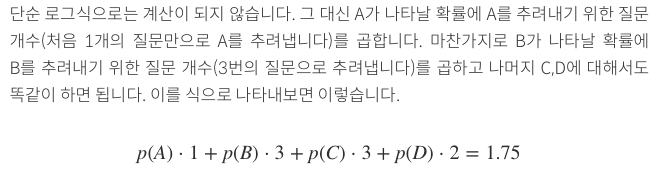 단순 로그식으로는 계산이 되지 않습니다. 그 대신 A가 나타날 확률에 A를 추려내기 위한 질문
개수(처음 1개의 질문만으로 A를 추려냅니다)를 곱합니다. 마찬가지로 B가 나타날 확률에
B를 추려내기 위한 질문 개수(3번의 질문으로 추려냅니다)를 곱하고 나머지 C,D에 대해서도
똑같이 하면 됩니다. 이를 식으로 나타내보면 이렇습니다.
p(A) · 1 + p(B) · 3 + p(C) · 3 + p(D) · 2 = 1.75